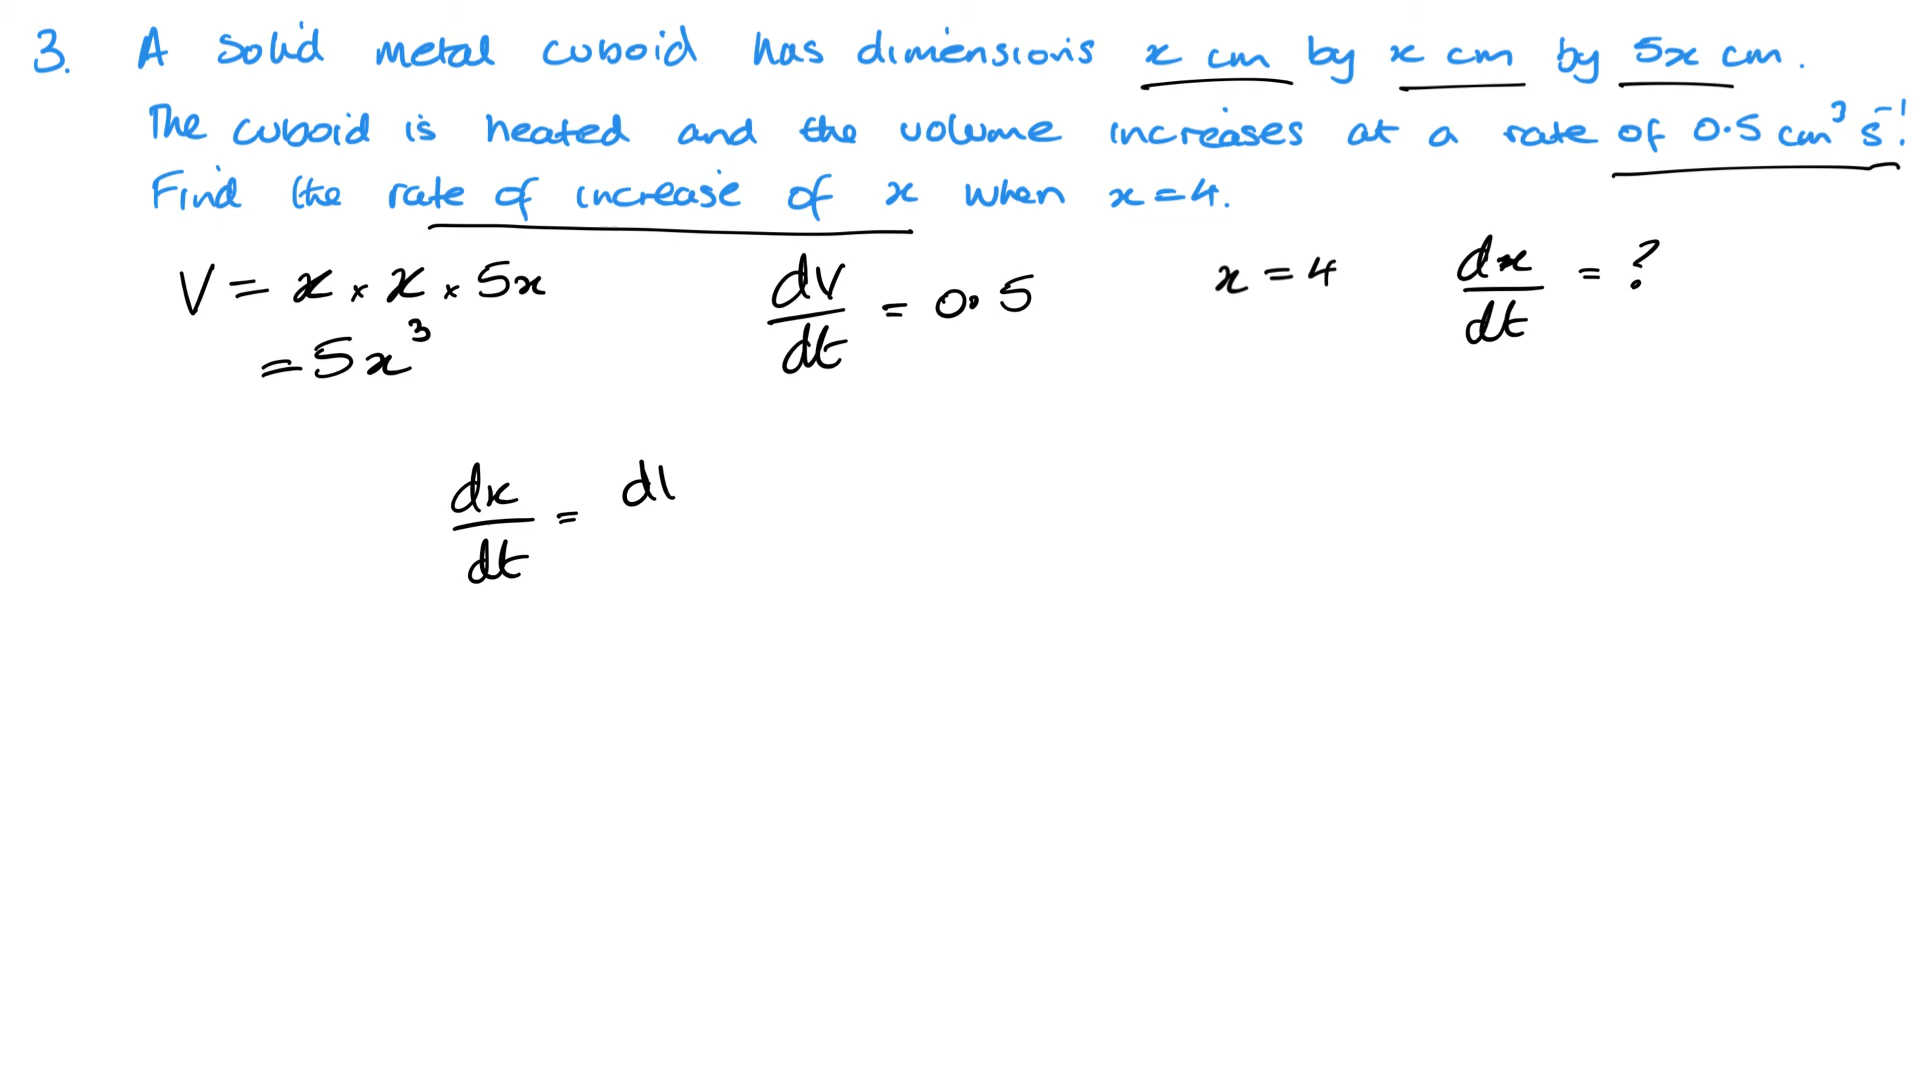 3. A solid metal cuboid has dimensions x cm by x cm by 5x cm.
The cuboid is heated and the volume increases at a rate of 0.5 cm³ s⁻¹.
Find the rate of increase of x when x = 4.
V = x × x × 5x
= 5x³
dV/dt = 0.5
x = 4
dx/dt = ?
dx/dt = dl